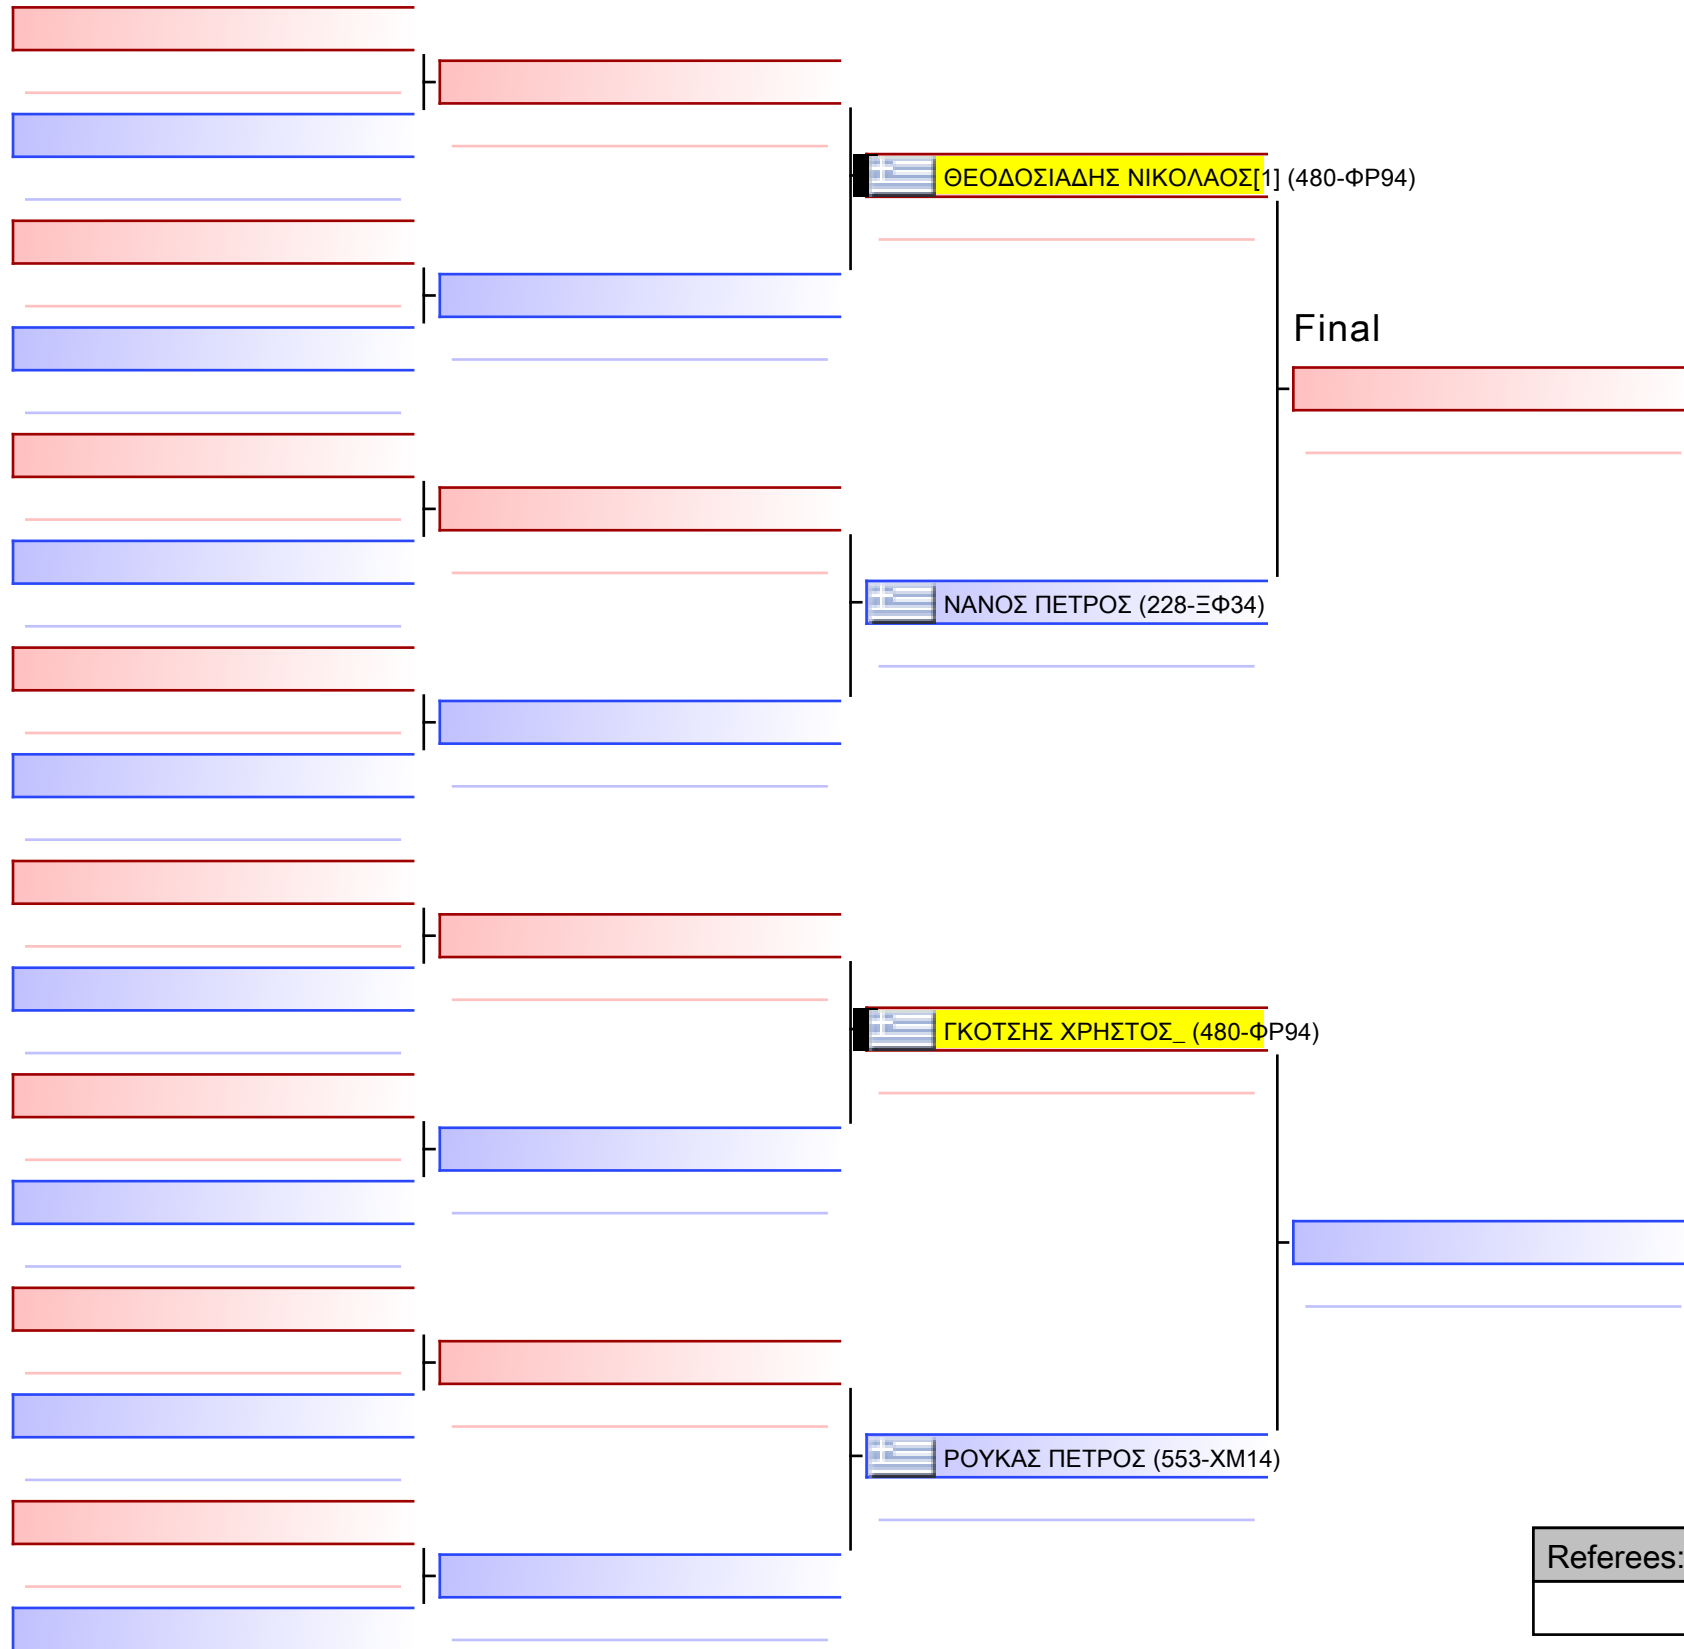 ΘΕΟΔΟΣΙΑΔΗΣ ΝΙΚΟΛΑΟΣ[1] (480-ΦΡ94)
Final
ΝΑΝΟΣ ΠΕΤΡΟΣ (228-ΞΦ34)
ΓΚΟΤΣΗΣ ΧΡΗΣΤΟΣ_ (480-ΦΡ94)
ΡΟΥΚΑΣ ΠΕΤΡΟΣ (553-ΧΜ14)
Referees: